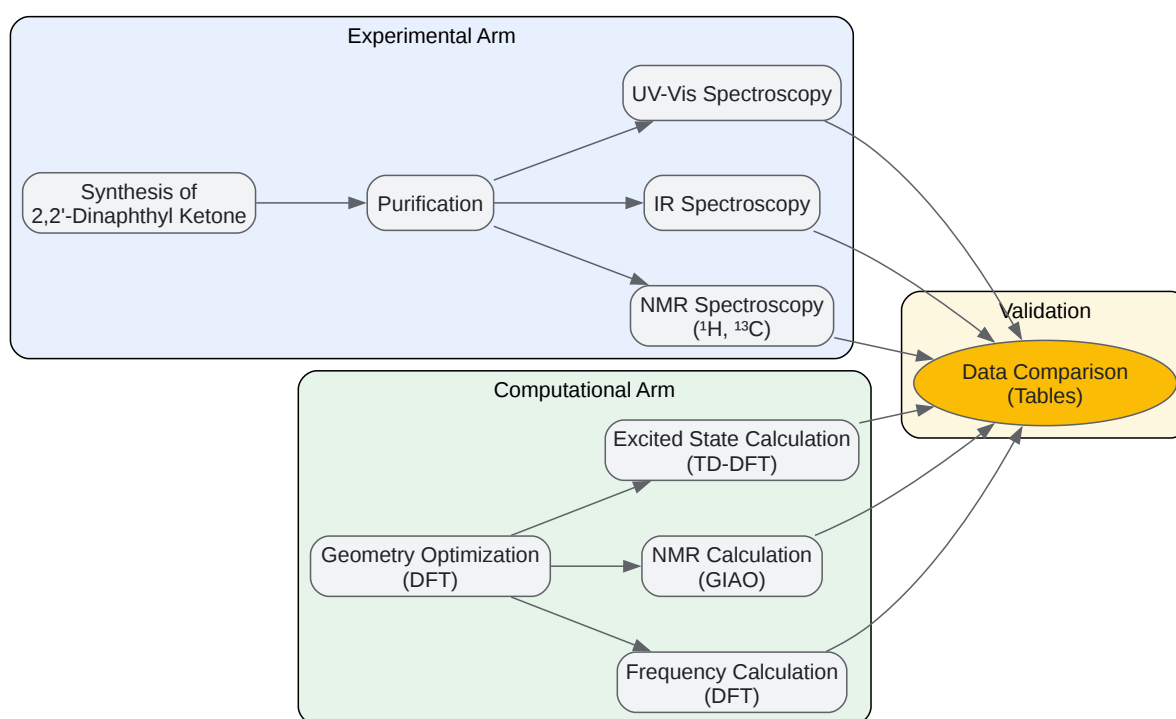 Experimental Arm
UV-Vis Spectroscopy
Synthesis of
2,2'-Dinaphthyl Ketone
Purification
IR Spectroscopy
NMR Spectroscopy
(¹H, ¹³C)
Validation
Data Comparison
(Tables)
Computational Arm
Excited State Calculation
(TD-DFT)
Geometry Optimization
(DFT)
NMR Calculation
(GIAO)
Frequency Calculation
(DFT)